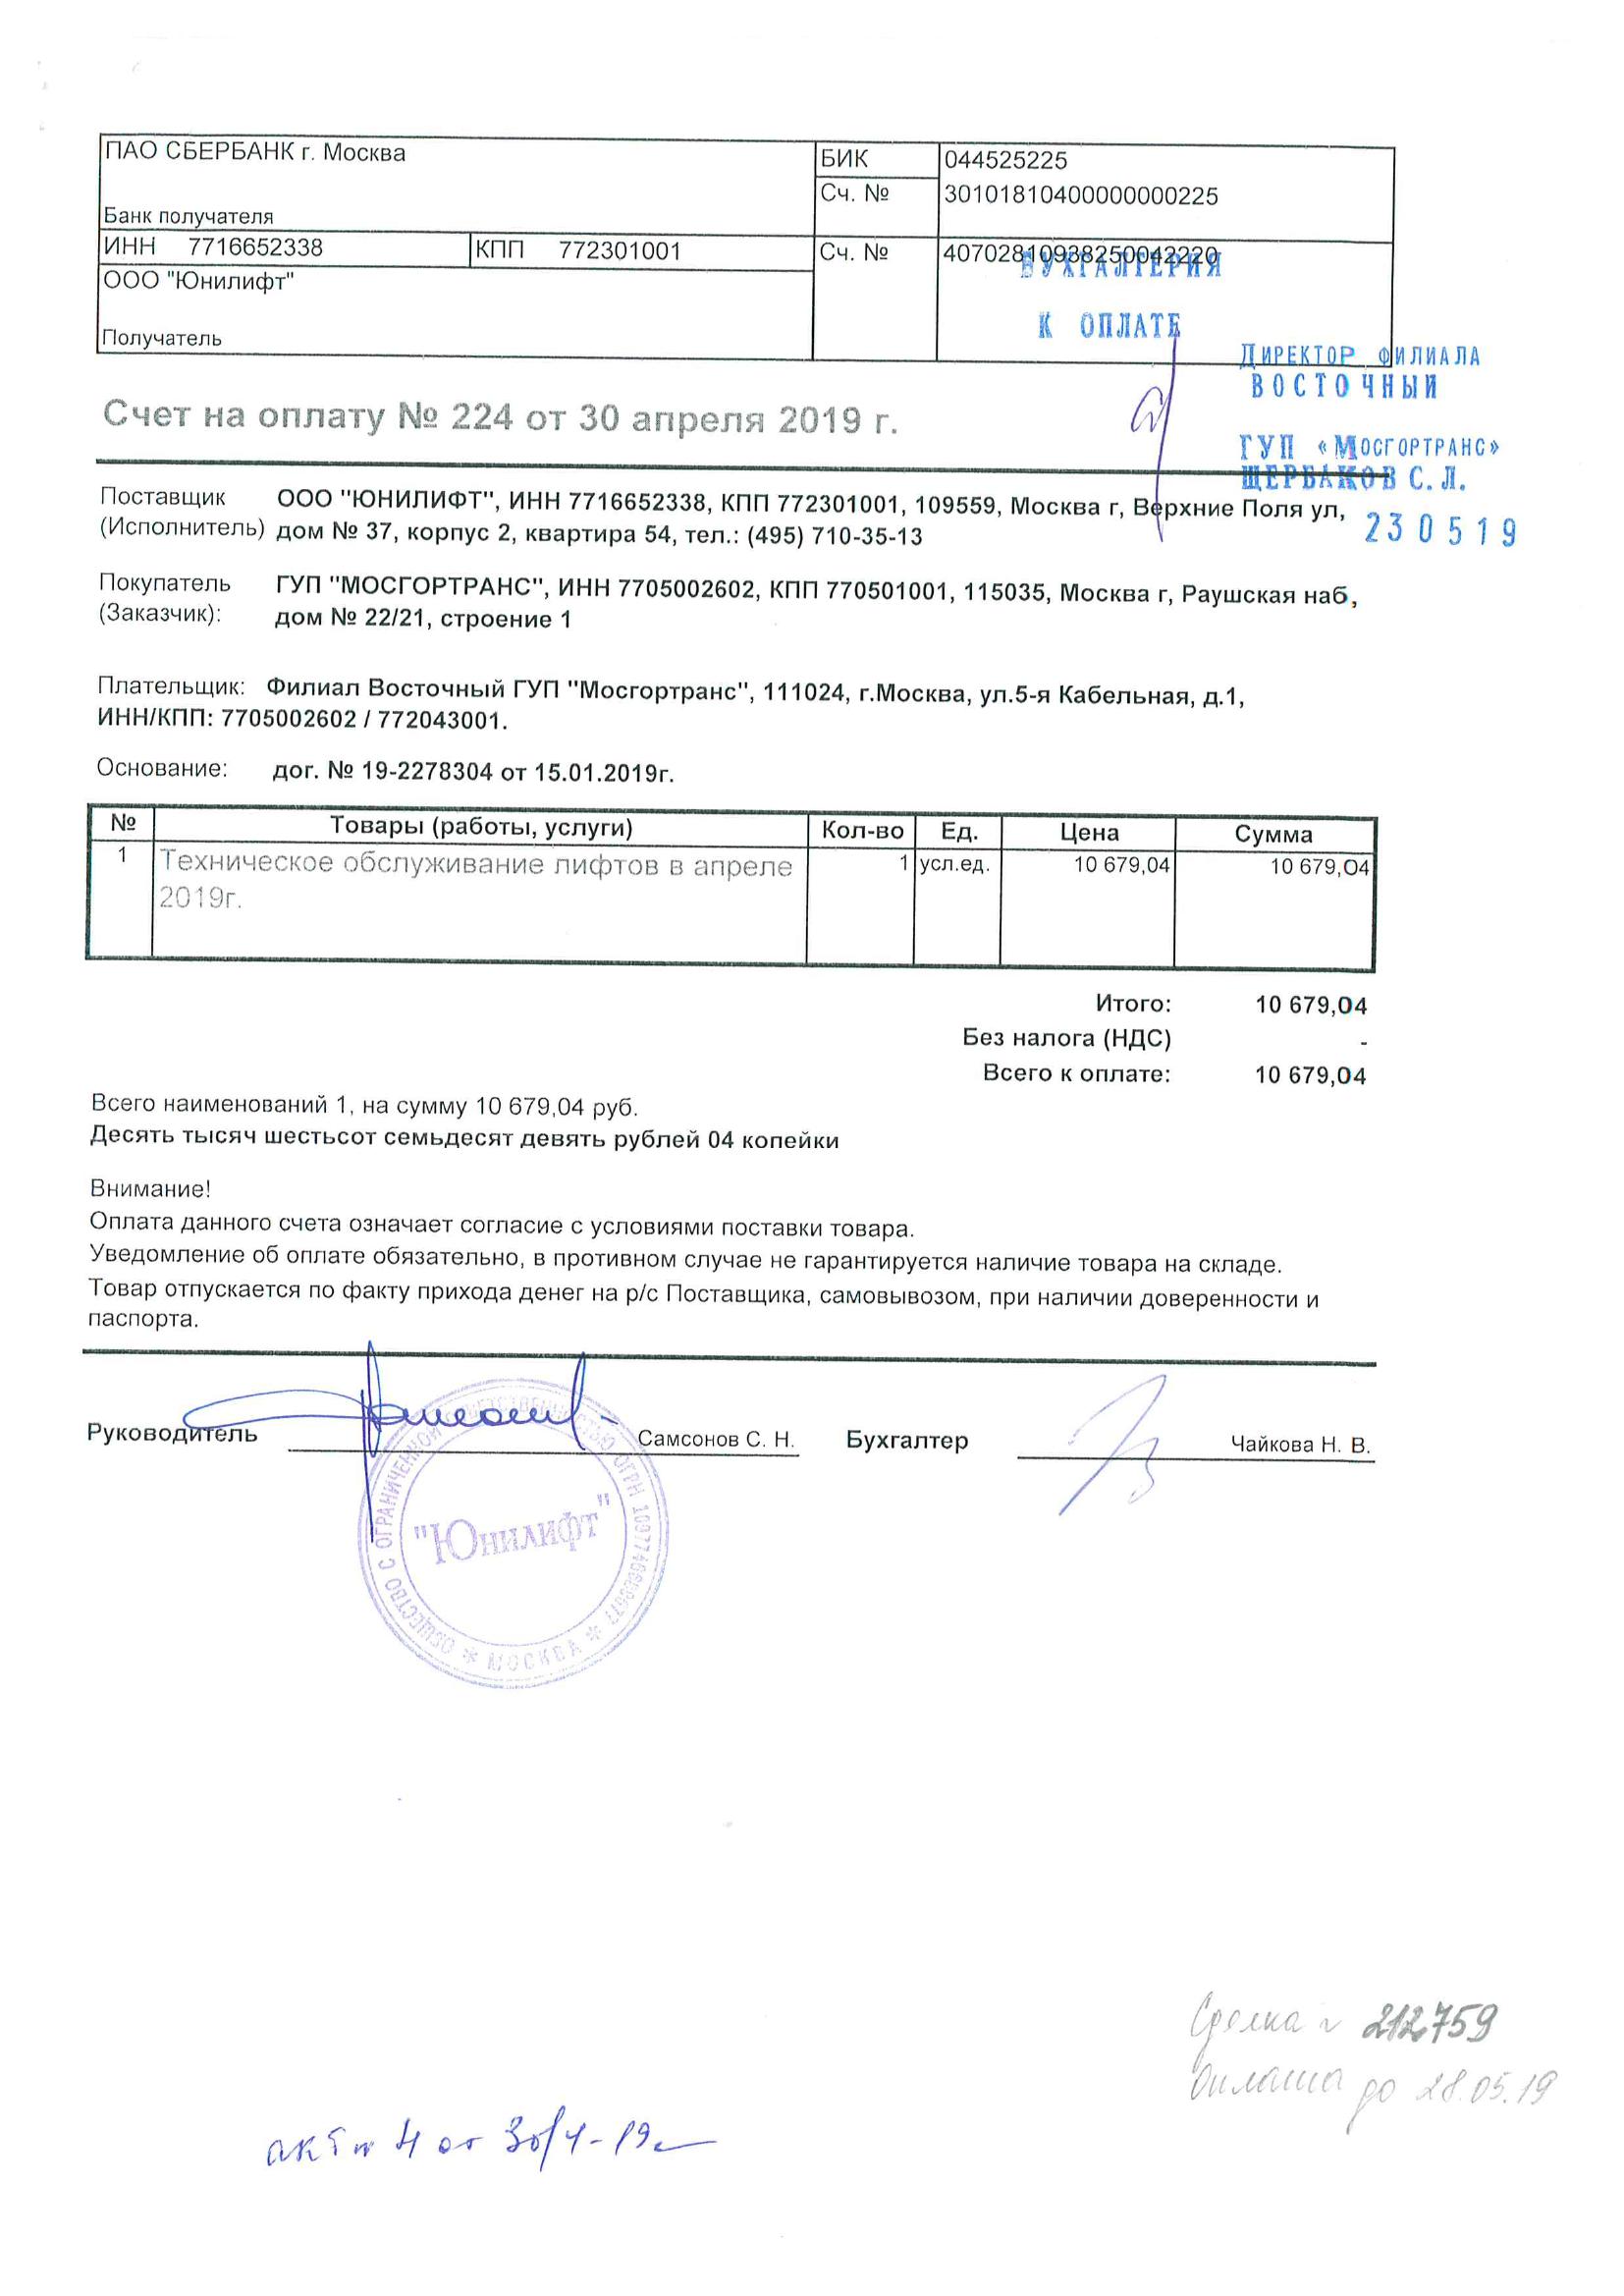 ПАО СБЕРБАНК г. Москва
БИК 044525225
Сч. № 30101810400000000225
Банк получателя
ИНН 7716652338 КПП 772301001 Сч. № 40702810938250042220
ООО "Юнилифт"
Получатель
БУХГАЛТЕРИЯ
К ОПЛАТЕ
ДИРЕКТОР ФИЛИАЛА
ВОСТОЧНЫЙ
ГУП «МОСГОРТРАНС»
ЩЕРБАКОВ С.Л.
230519
Счет на оплату № 224 от 30 апреля 2019 г.
Поставщик ООО "ЮНИЛИФТ", ИНН 7716652338, КПП 772301001, 109559, Москва г, Верхние Поля ул,
(Исполнитель) дом № 37, корпус 2, квартира 54, тел.: (495) 710-35-13
Покупатель ГУП "МОСГОРТРАНС", ИНН 7705002602, КПП 770501001, 115035, Москва г, Раушская наб,
(Заказчик): дом № 22/21, строение 1
Плательщик: Филиал Восточный ГУП "Мосгортранс", 111024, г.Москва, ул.5-я Кабельная, д.1,
ИНН/КПП: 7705002602 / 772043001.
Основание: дог. № 19-2278304 от 15.01.2019г.
№ Товары (работы, услуги) Кол-во Ед. Цена Сумма
1 Техническое обслуживание лифтов в апреле 1 усл.ед. 10 679,04 10 679,04
2019г.
Итого: 10 679,04
Без налога (НДС) -
Всего к оплате: 10 679,04
Всего наименований 1, на сумму 10 679,04 руб.
Десять тысяч шестьсот семьдесят девять рублей 04 копейки
Внимание!
Оплата данного счета означает согласие с условиями поставки товара.
Уведомление об оплате обязательно, в противном случае не гарантируется наличие товара на складе.
Товар отпускается по факту прихода денег на р/с Поставщика, самовывозом, при наличии доверенности и
паспорта.
Руководитель Самсонов С. Н. Бухгалтер Чайкова Н. В.
ОБЩЕСТВО С ОГРАНИЧЕННОЙ ОТВЕТСТВЕННОСТЬЮ ОГРН
"Юнилифт"
* МОСКВА *
Сделка № 212759
Оплата до 28.05.19
акт № 4 от 30/4-19г